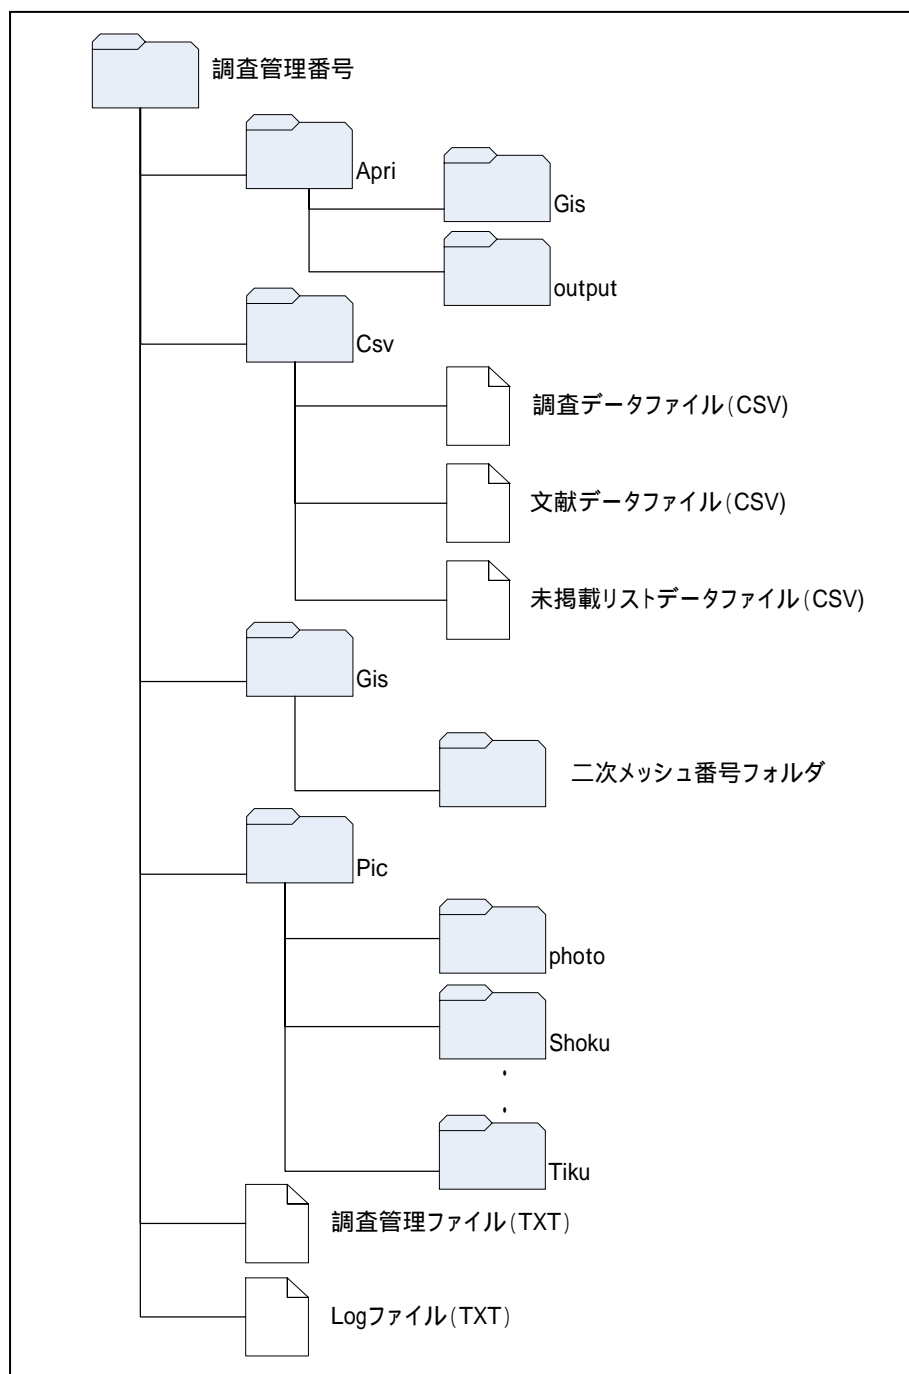 調査管理番号
Apri
Gis
output
Csv
調査データファイル(CSV)
文献データファイル(CSV)
未掲載リストデータファイル(CSV)
Gis
二次メッシュ番号フォルダ
Pic
photo
Shoku
Tiku
調査管理ファイル(TXT)
Logファイル(TXT)